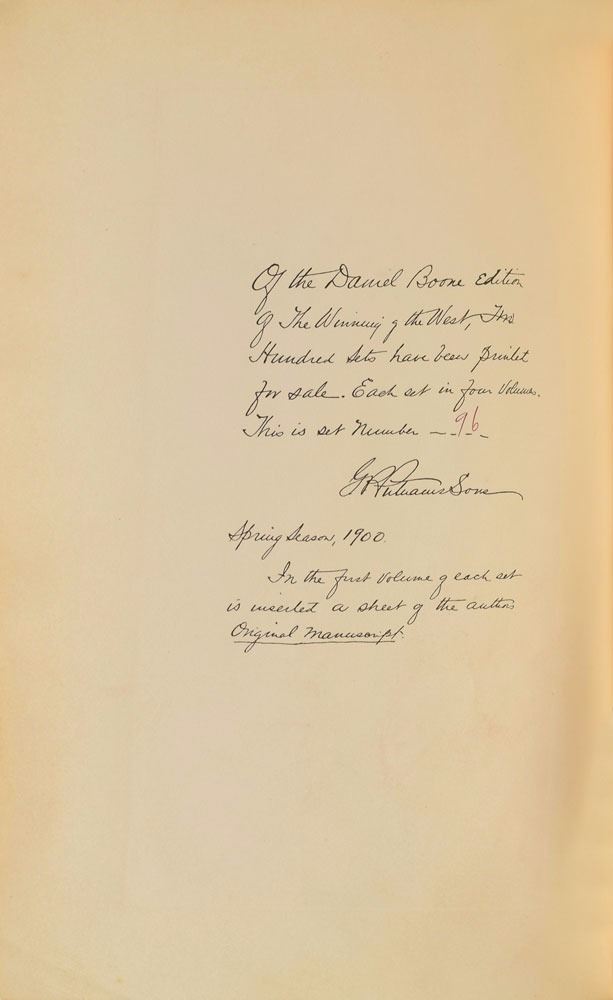 Of the Daniel Boone Edition
of The Winning of the West, Two
Hundred Sets have been printed
for sale. Each set in four volumes.
This is set Number – 96 –
G P Putnam's Sons
Spring Season, 1900.
In the first volume of each set
is inserted a sheet of the author's
Original Manuscript.